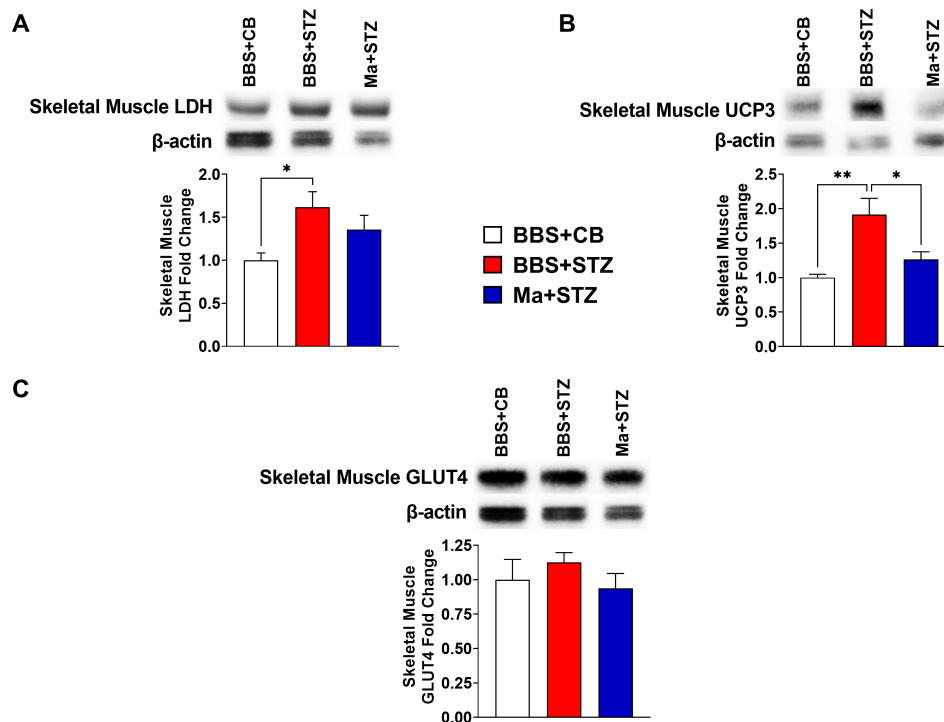 A
BBS+CB
BBS+STZ
Ma+STZ
Skeletal Muscle LDH
β-actin
Skeletal Muscle
LDH Fold Change
2.0
1.5
1.0
0.5
0.0
*
B
BBS+CB
BBS+STZ
Ma+STZ
Skeletal Muscle UCP3
β-actin
Skeletal Muscle
UCP3 Fold Change
2.5
2.0
1.5
1.0
0.5
0.0
**
*
BBS+CB
BBS+STZ
Ma+STZ
C
BBS+CB
BBS+STZ
Ma+STZ
Skeletal Muscle GLUT4
β-actin
Skeletal Muscle
GLUT4 Fold Change
1.25
1.00
0.75
0.50
0.25
0.00